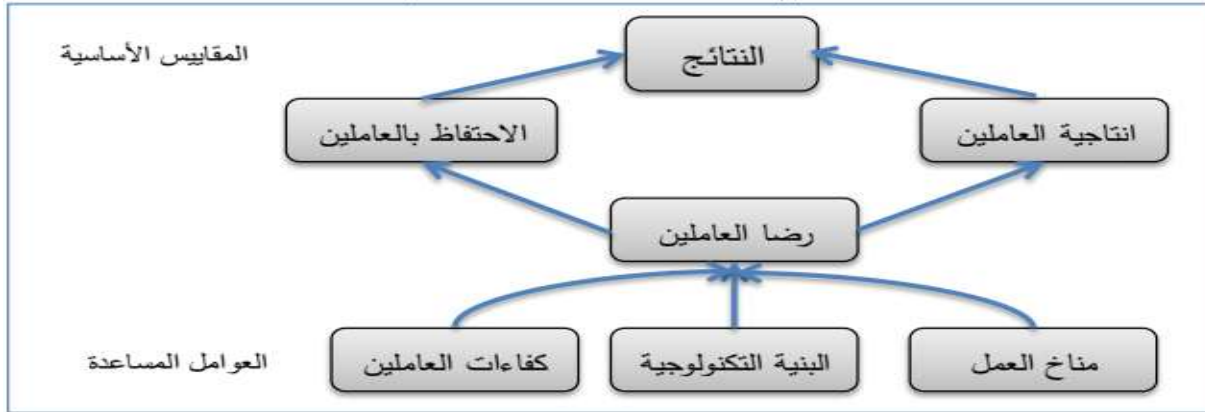 النتائج
المقاييس الأساسية
انتاجية العاملين
الاحتفاظ بالعاملين
رضا العاملين
مناخ العمل
البنية التكنولوجية
كفاءات العاملين
العوامل المساعدة